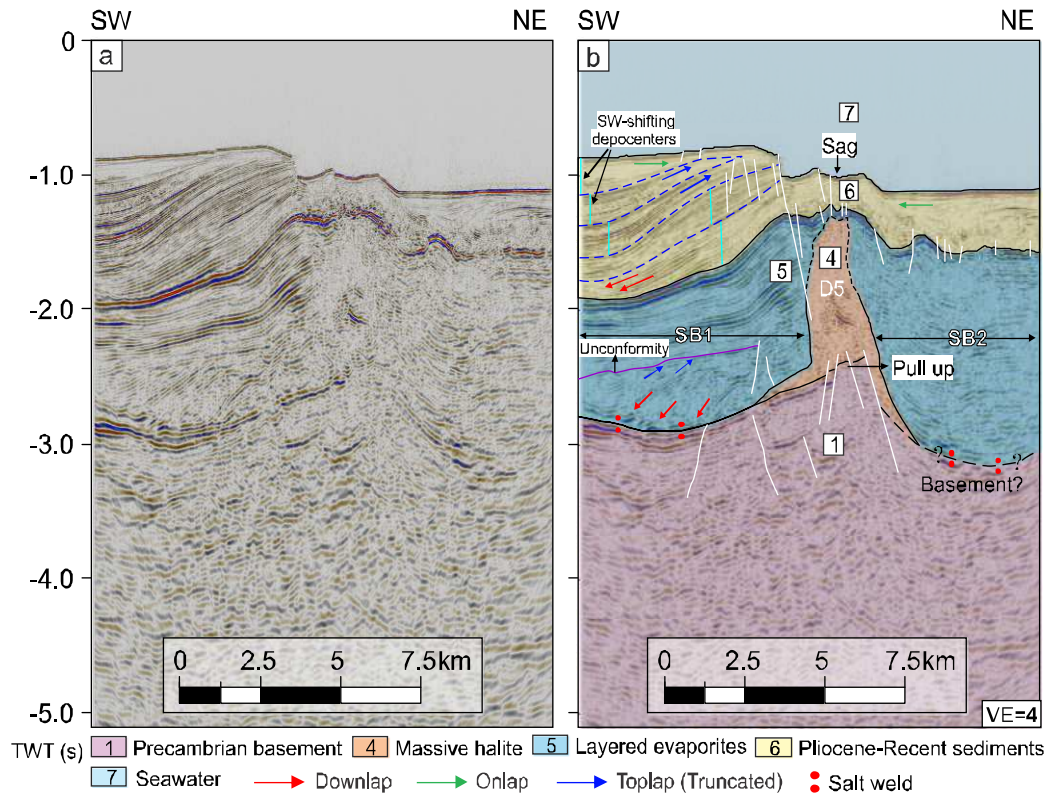 SW NE SW NE
0
a
b
7
SW-shifting
depocenters
Sag
-1.0
6
4
5
D5
-2.0
SB1
SB2
Unconformity
Pull up
-3.0
1
? ?
Basement?
-4.0
0 2.5 5 7.5km
0 2.5 5 7.5km
-5.0
VE=4
TWT (s)
1 Precambrian basement 4 Massive halite 5 Layered evaporites 6 Pliocene-Recent sediments
7 Seawater Downlap Onlap Toplap (Truncated) Salt weld